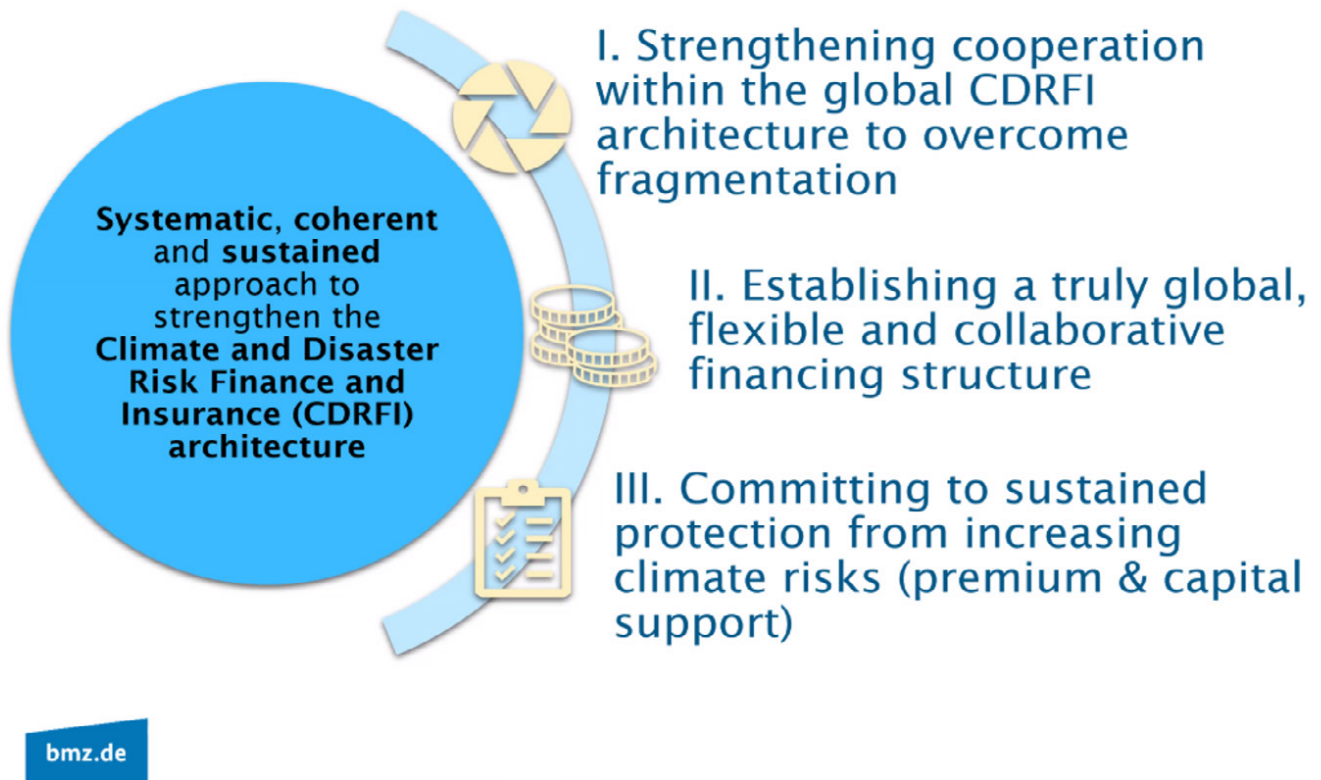 Systematic, coherent
and sustained
approach to
strengthen the
Climate and Disaster
Risk Finance and
Insurance (CDRFI)
architecture
I. Strengthening cooperation
within the global CDRFI
architecture to overcome
fragmentation
II. Establishing a truly global,
flexible and collaborative
financing structure
III. Committing to sustained
protection from increasing
climate risks (premium & capital
support)
bmz.de